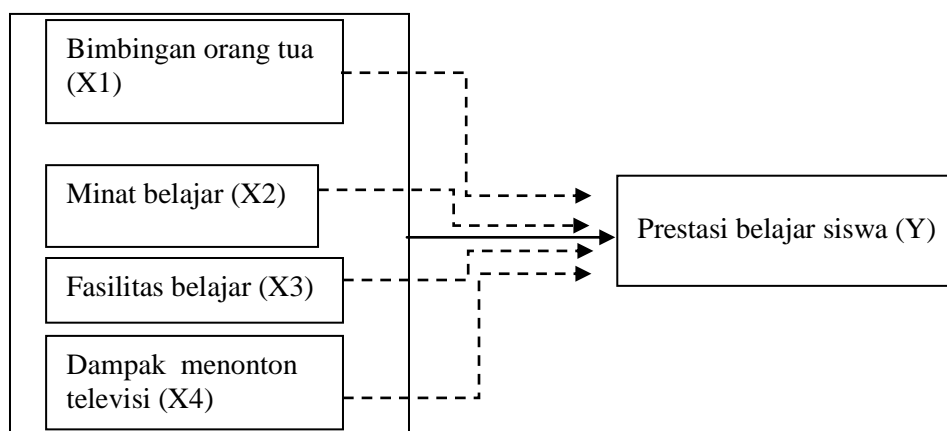 Bimbingan orang tua
(X1)
Minat belajar (X2)
Prestasi belajar siswa (Y)
Fasilitas belajar (X3)
Dampak  menonton
televisi (X4)